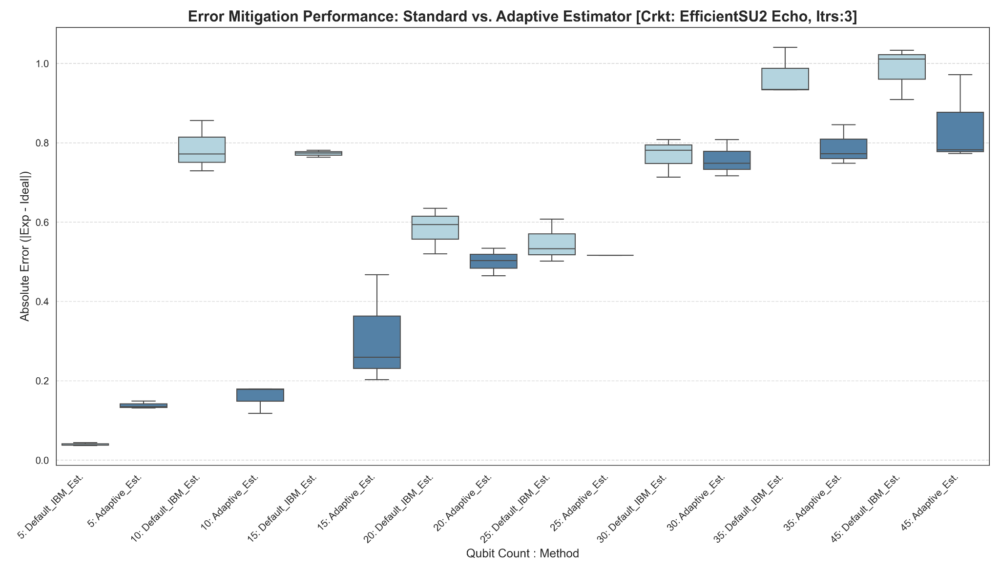 Error Mitigation Performance: Standard vs. Adaptive Estimator [Crkt: EfficientSU2 Echo, Itrs:3]
Absolute Error (|Exp - Ideal|)
1.0
0.8
0.6
0.4
0.2
0.0
5: Default_IBM_Est.
5: Adaptive_Est.
10: Default_IBM_Est.
10: Adaptive_Est.
15: Default_IBM_Est.
15: Adaptive_Est.
20: Default_IBM_Est.
20: Adaptive_Est.
25: Default_IBM_Est.
25: Adaptive_Est.
30: Default_IBM_Est.
30: Adaptive_Est.
35: Default_IBM_Est.
35: Adaptive_Est.
45: Default_IBM_Est.
45: Adaptive_Est.
Qubit Count : Method